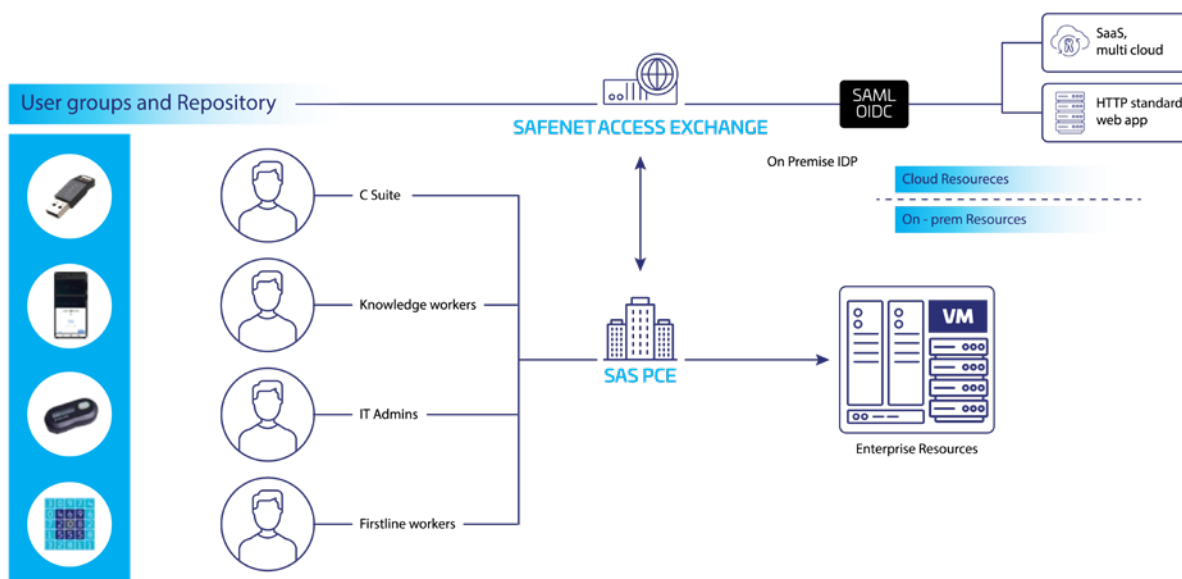 SaaS,
multi cloud
User groups and Repository
SAML
OIDC
HTTP standard
web app
SAFENET ACCESS EXCHANGE
On Premise IDP
Cloud Resoureces
C Suite
On - prem Resources
Knowledge workers
VM
SAS PCE
IT Admins
Enterprise Resources
Firstline workers